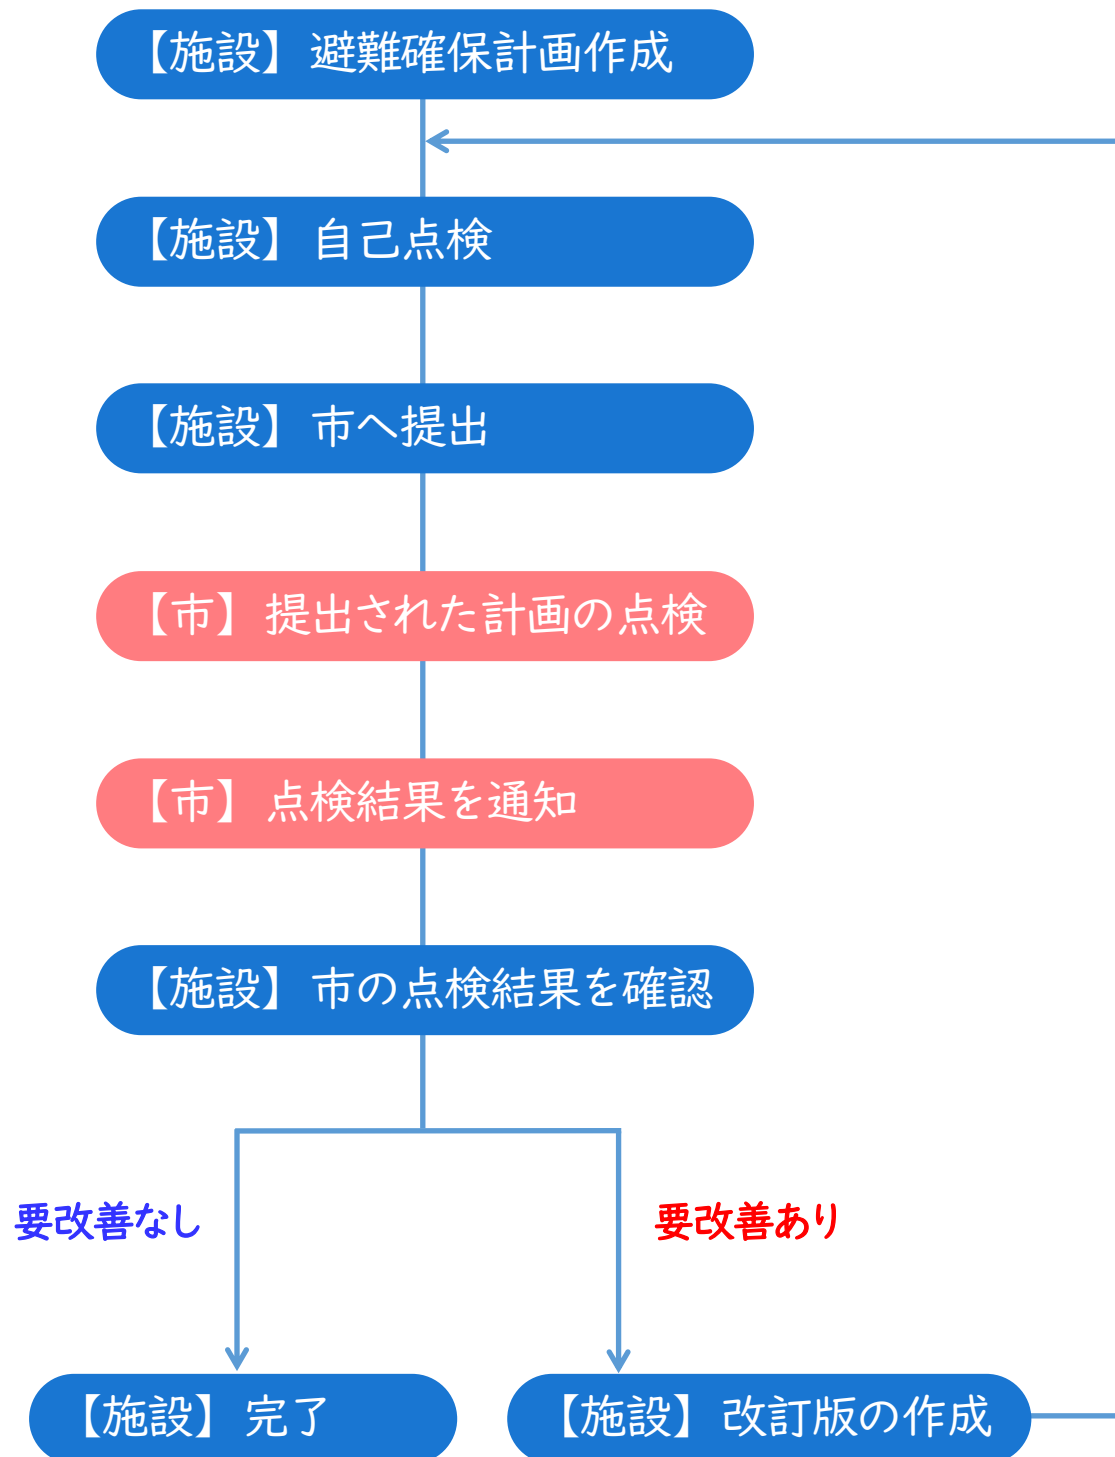 【施設】避難確保計画作成
【施設】自己点検
【施設】市へ提出
【市】提出された計画の点検
【市】点検結果を通知
【施設】市の点検結果を確認
要改善なし
要改善あり
【施設】完了
【施設】改訂版の作成